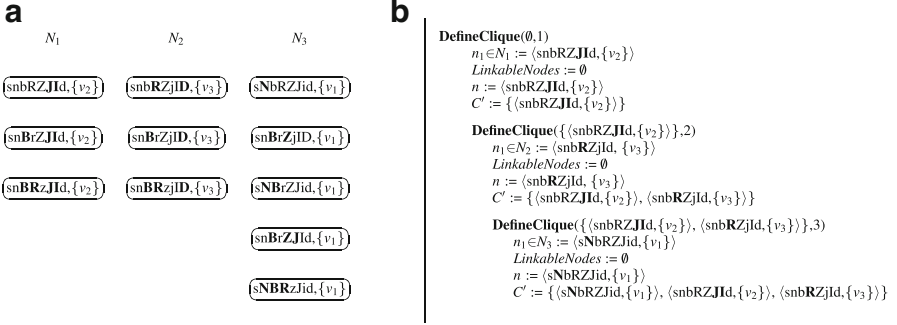 a
N1 N2 N3
⟨snbRZJId,{v2}⟩ ⟨snbRZjID,{v3}⟩ ⟨sNbRZJid,{v1}⟩
⟨snBrZJId,{v2}⟩ ⟨snBrZjID,{v3}⟩ ⟨snBrZjID,{v1}⟩
⟨snBRzJId,{v2}⟩ ⟨snBRzjID,{v3}⟩ ⟨sNBrZJid,{v1}⟩
⟨snBrZJId,{v1}⟩
⟨sNBRzJid,{v1}⟩
b
DefineClique(∅,1)
n1∈N1 := ⟨snbRZJId,{v2}⟩
LinkableNodes := ∅
n := ⟨snbRZJId,{v2}⟩
C′ := {⟨snbRZJId,{v2}⟩}
DefineClique({⟨snbRZJId,{v2}⟩},2)
n1∈N2 := ⟨snbRZjId, {v3}⟩
LinkableNodes := ∅
n := ⟨snbRZjId, {v3}⟩
C′ := {⟨snbRZJId,{v2}⟩, ⟨snbRZjId,{v3}⟩}
DefineClique({⟨snbRZJId,{v2}⟩, ⟨snbRZjId,{v3}⟩},3)
n1∈N3 := ⟨sNbRZJid,{v1}⟩
LinkableNodes := ∅
n := ⟨sNbRZJid,{v1}⟩
C′ := {⟨sNbRZJid,{v1}⟩, ⟨snbRZJId,{v2}⟩, ⟨snbRZjId,{v3}⟩}